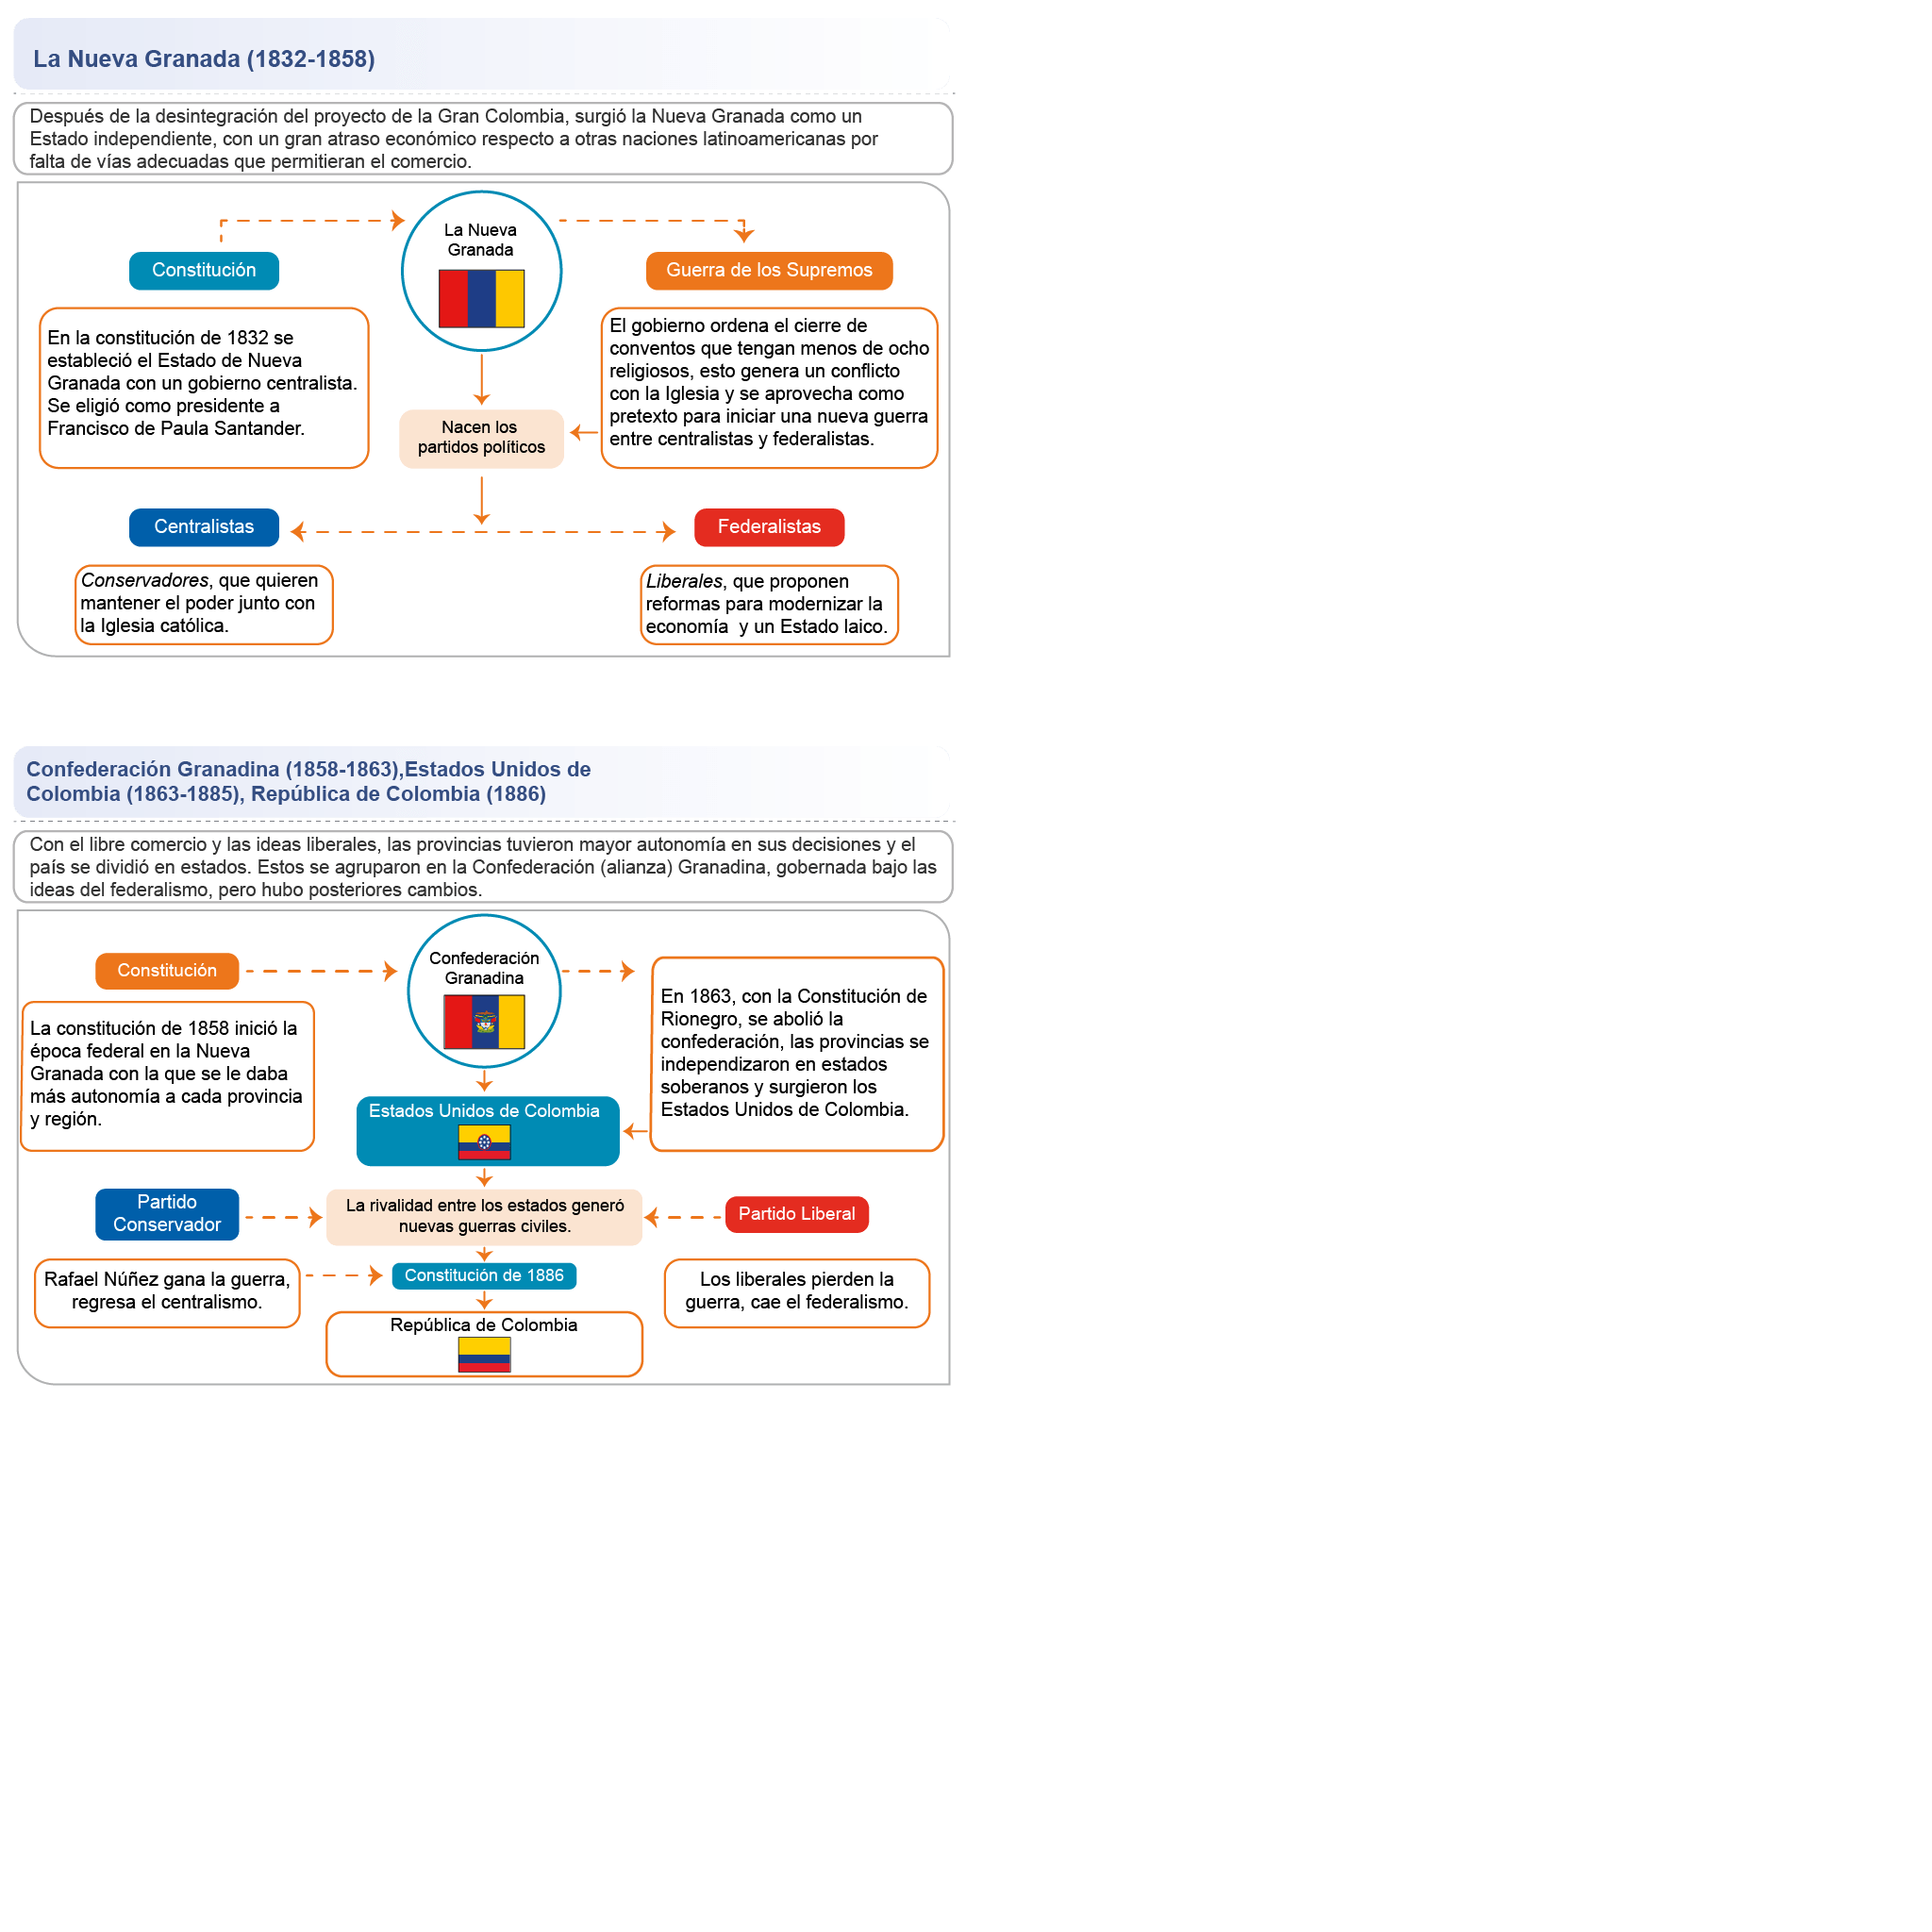 La Nueva Granada (1832-1858)
Después de la desintegración del proyecto de la Gran Colombia, surgió la Nueva Granada como un
Estado independiente, con un gran atraso económico respecto a otras naciones latinoamericanas por
falta de vías adecuadas que permitieran el comercio.
La Nueva
Granada
Constitución
Guerra de los Supremos
En la constitución de 1832 se
estableció el Estado de Nueva
Granada con un gobierno centralista.
Se eligió como presidente a
Francisco de Paula Santander.
El gobierno ordena el cierre de
conventos que tengan menos de ocho
religiosos, esto genera un conflicto
con la Iglesia y se aprovecha como
pretexto para iniciar una nueva guerra
entre centralistas y federalistas.
Nacen los
partidos políticos
Centralistas
Federalistas
Conservadores, que quieren
mantener el poder junto con
la Iglesia católica.
Liberales, que proponen
reformas para modernizar la
economía  y un Estado laico.
Confederación Granadina (1858-1863),Estados Unidos de
Colombia (1863-1885), República de Colombia (1886)
Con el libre comercio y las ideas liberales, las provincias tuvieron mayor autonomía en sus decisiones y el
país se dividió en estados. Estos se agruparon en la Confederación (alianza) Granadina, gobernada bajo las
ideas del federalismo, pero hubo posteriores cambios.
Constitución
Confederación
Granadina
La constitución de 1858 inició la
época federal en la Nueva
Granada con la que se le daba
más autonomía a cada provincia
y región.
En 1863, con la Constitución de
Rionegro, se abolió la
confederación, las provincias se
independizaron en estados
soberanos y surgieron los
Estados Unidos de Colombia.
Estados Unidos de Colombia
Partido
Conservador
La rivalidad entre los estados generó
nuevas guerras civiles.
Partido Liberal
Rafael Núñez gana la guerra,
regresa el centralismo.
Constitución de 1886
Los liberales pierden la
guerra, cae el federalismo.
República de Colombia